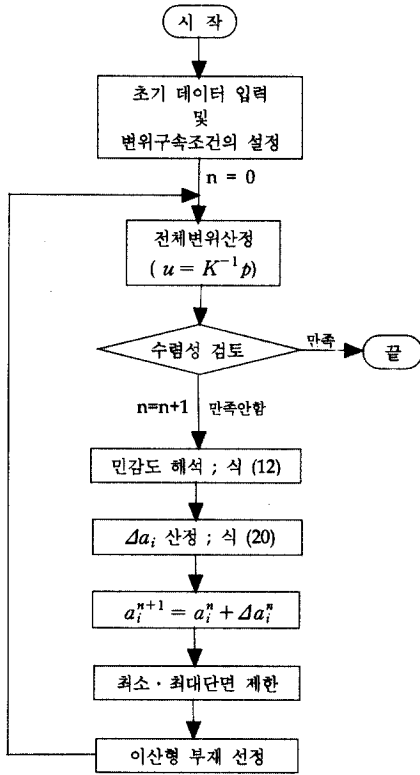 시 작
초기 데이터 입력
및
변위구속조건의 설정
n = 0
전체변위산정
( u = K⁻¹p)
수렴성 검토
만족
끝
n=n+1 만족안함
민감도 해석 ; 식 (12)
Δaᵢ 산정 ; 식 (20)
aᵢⁿ⁺¹ = aᵢⁿ + Δaᵢⁿ
최소 · 최대단면 제한
이산형 부재 선정